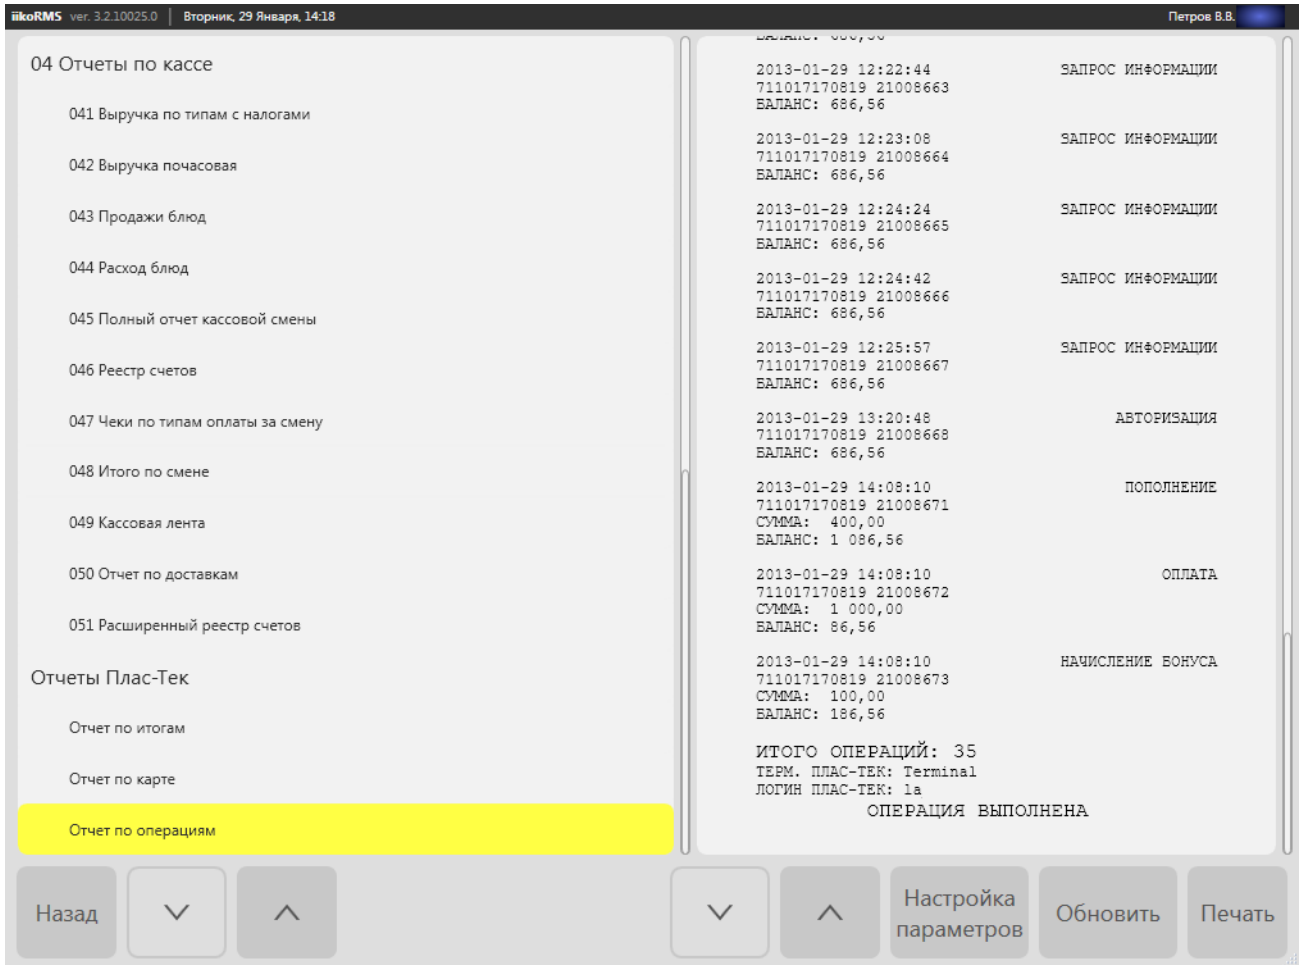 iikoRMS ver. 3.2.10025.0 | Вторник, 29 Января, 14:18
Петров В.В.
04 Отчеты по кассе
041 Выручка по типам с налогами
042 Выручка почасовая
043 Продажи блюд
044 Расход блюд
045 Полный отчет кассовой смены
046 Реестр счетов
047 Чеки по типам оплаты за смену
048 Итого по смене
049 Кассовая лента
050 Отчет по доставкам
051 Расширенный реестр счетов
Отчеты Плас-Тек
Отчет по итогам
Отчет по карте
Отчет по операциям
БАЛАНС: 686,56
2013-01-29 12:22:44 ЗАПРОС ИНФОРМАЦИИ
711017170819 21008663
БАЛАНС: 686,56
2013-01-29 12:23:08 ЗАПРОС ИНФОРМАЦИИ
711017170819 21008664
БАЛАНС: 686,56
2013-01-29 12:24:24 ЗАПРОС ИНФОРМАЦИИ
711017170819 21008665
БАЛАНС: 686,56
2013-01-29 12:24:42 ЗАПРОС ИНФОРМАЦИИ
711017170819 21008666
БАЛАНС: 686,56
2013-01-29 12:25:57 ЗАПРОС ИНФОРМАЦИИ
711017170819 21008667
БАЛАНС: 686,56
2013-01-29 13:20:48 АВТОРИЗАЦИЯ
711017170819 21008668
БАЛАНС: 686,56
2013-01-29 14:08:10 ПОПОЛНЕНИЕ
711017170819 21008671
СУММА: 400,00
БАЛАНС: 1 086,56
2013-01-29 14:08:10 ОПЛАТА
711017170819 21008672
СУММА: 1 000,00
БАЛАНС: 86,56
2013-01-29 14:08:10 НАЧИСЛЕНИЕ БОНУСА
711017170819 21008673
СУММА: 100,00
БАЛАНС: 186,56
ИТОГО ОПЕРАЦИЙ: 35
ТЕРМ. ПЛАС-ТЕК: Terminal
ЛОГИН ПЛАС-ТЕК: 1a
ОПЕРАЦИЯ ВЫПОЛНЕНА
Назад
Настройка
параметров
Обновить
Печать